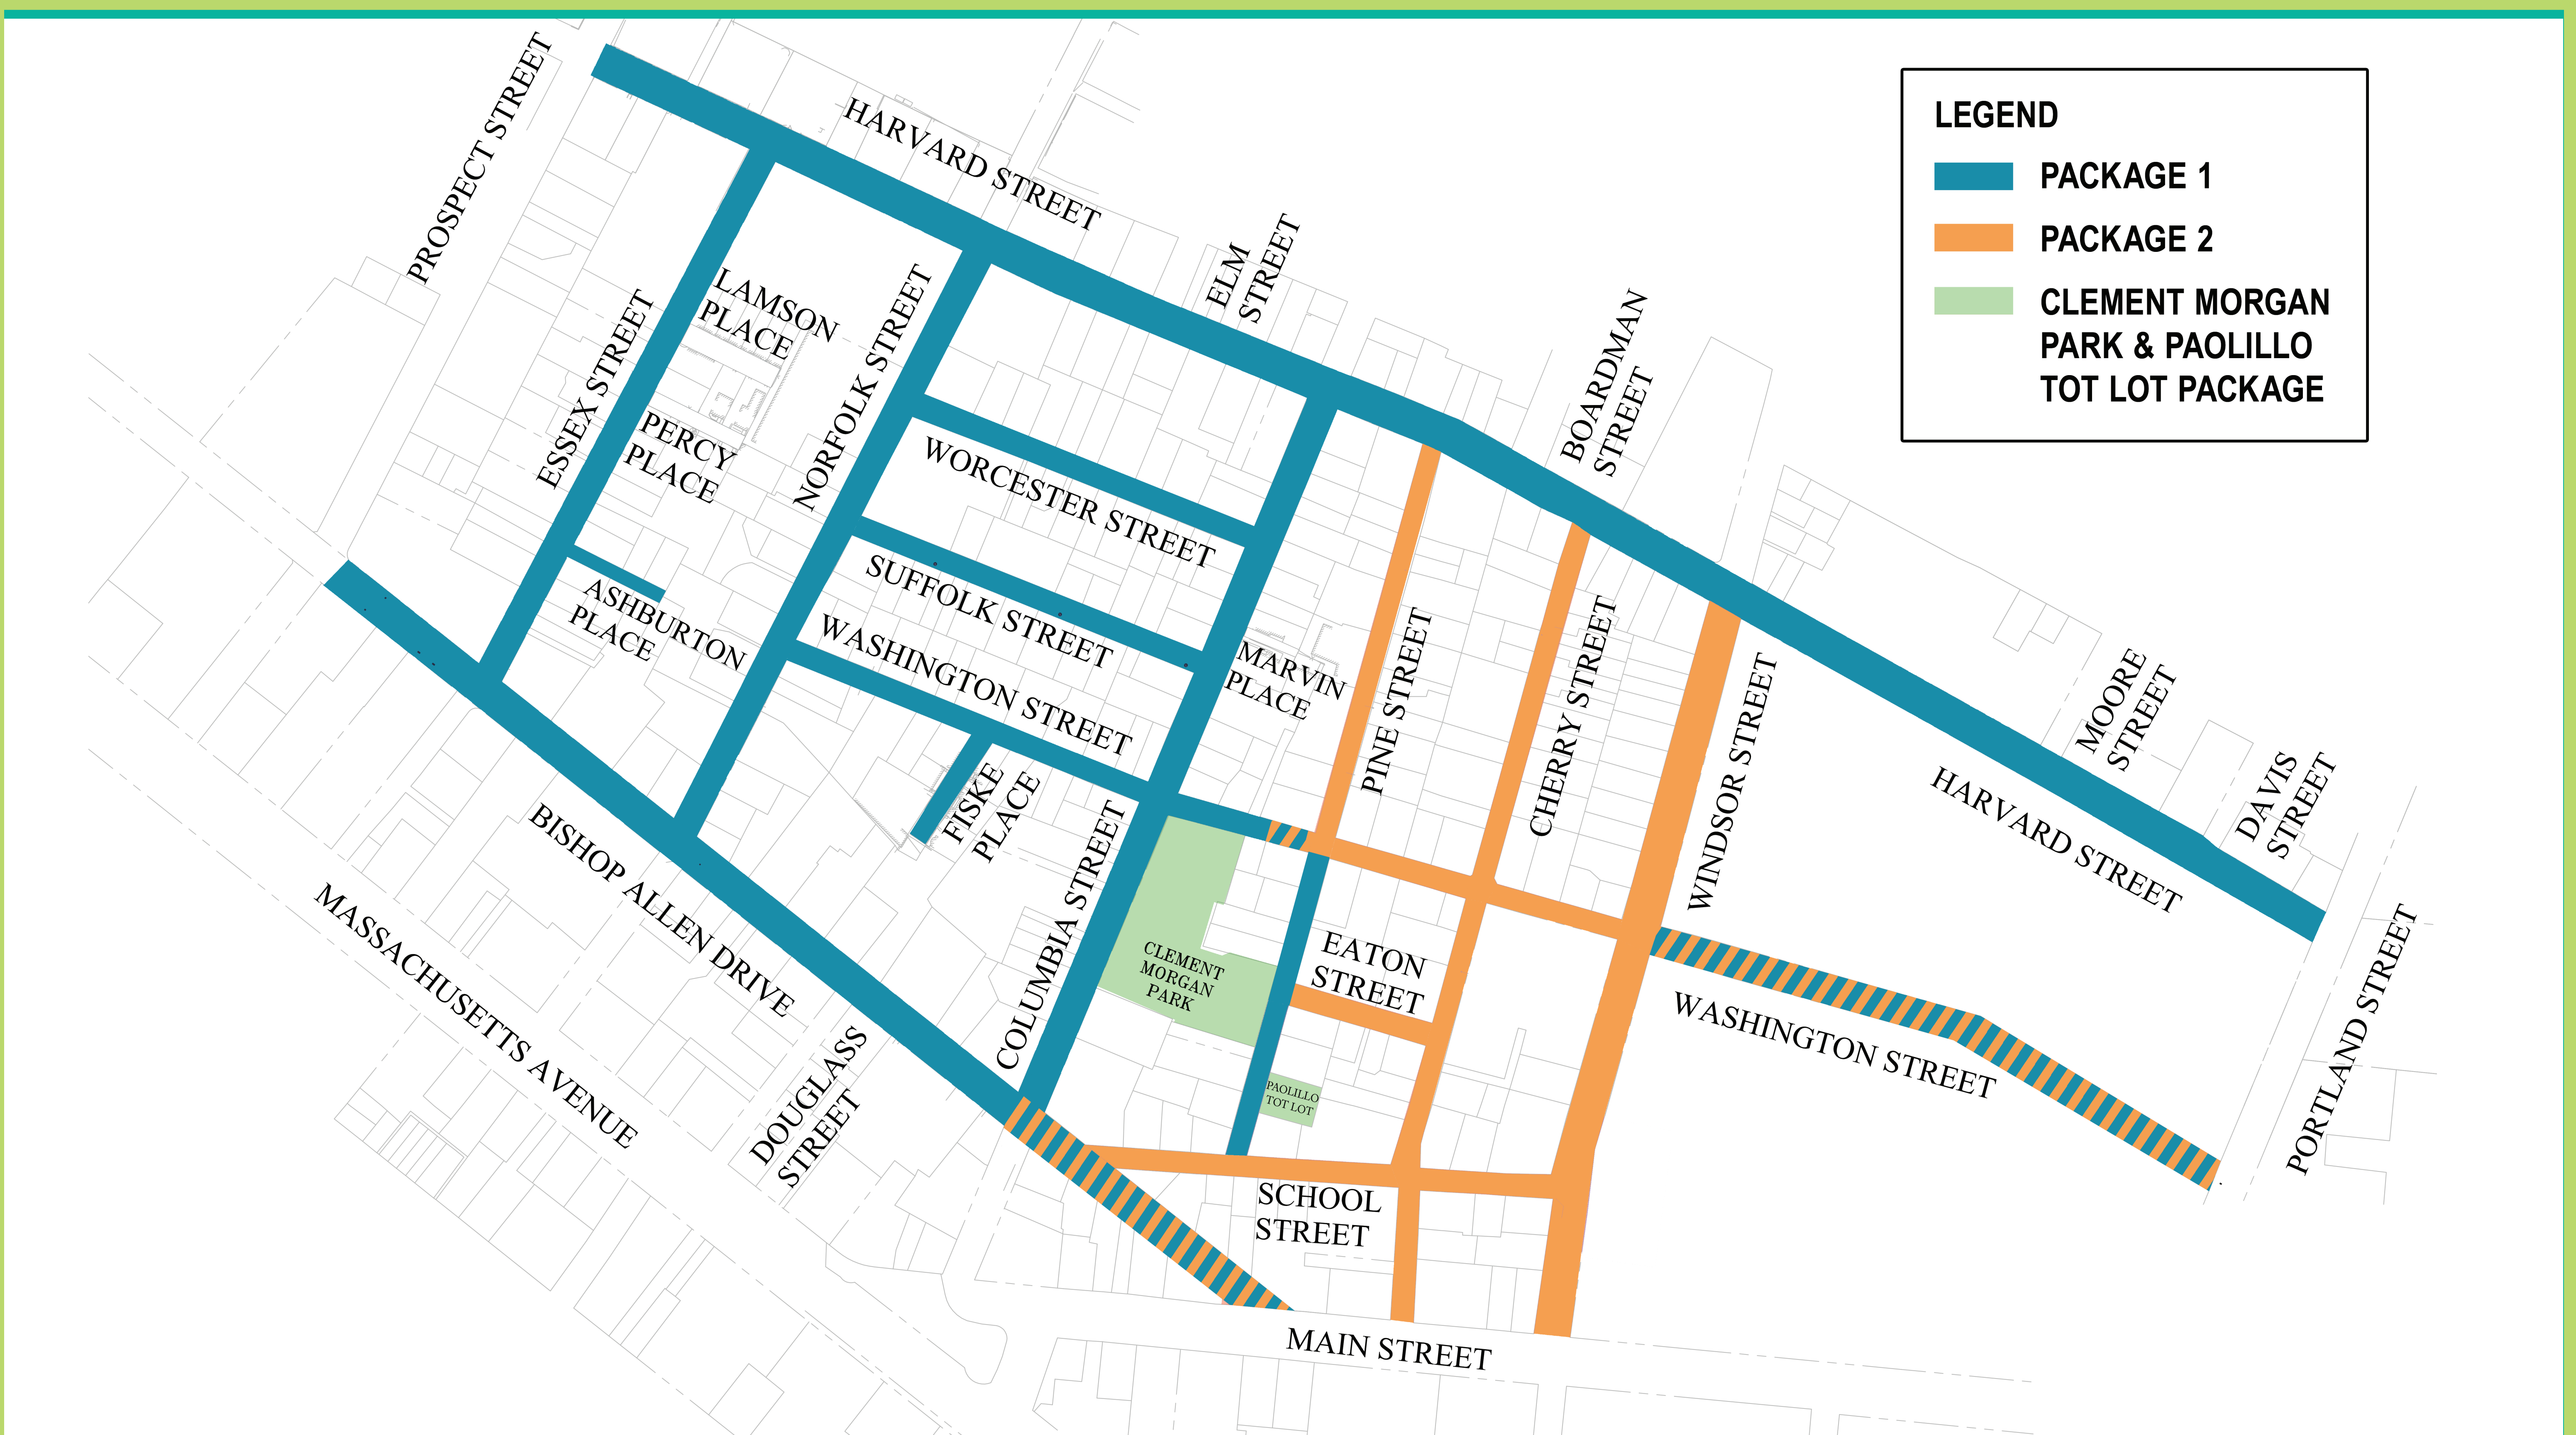 LEGEND
PACKAGE 1
PACKAGE 2
CLEMENT MORGAN
PARK & PAOLILLO
TOT LOT PACKAGE
PROSPECT STREET
HARVARD STREET
ELM
STREET
BOARDMAN
STREET
LAMSON
PLACE
ESSEX STREET
NORFOLK STREET
PERCY
PLACE
WORCESTER STREET
SUFFOLK STREET
ASHBURTON
PLACE
WASHINGTON STREET
MARVIN
PLACE
PINE STREET
CHERRY STREET
WINDSOR STREET
MOORE
STREET
DAVIS
STREET
HARVARD STREET
FISKE
PLACE
BISHOP ALLEN DRIVE
COLUMBIA STREET
MASSACHUSETTS AVENUE
CLEMENT
MORGAN
PARK
EATON
STREET
WASHINGTON STREET
PORTLAND STREET
DOUGLASS
STREET
PAOLILLO
TOT LOT
SCHOOL
STREET
MAIN STREET